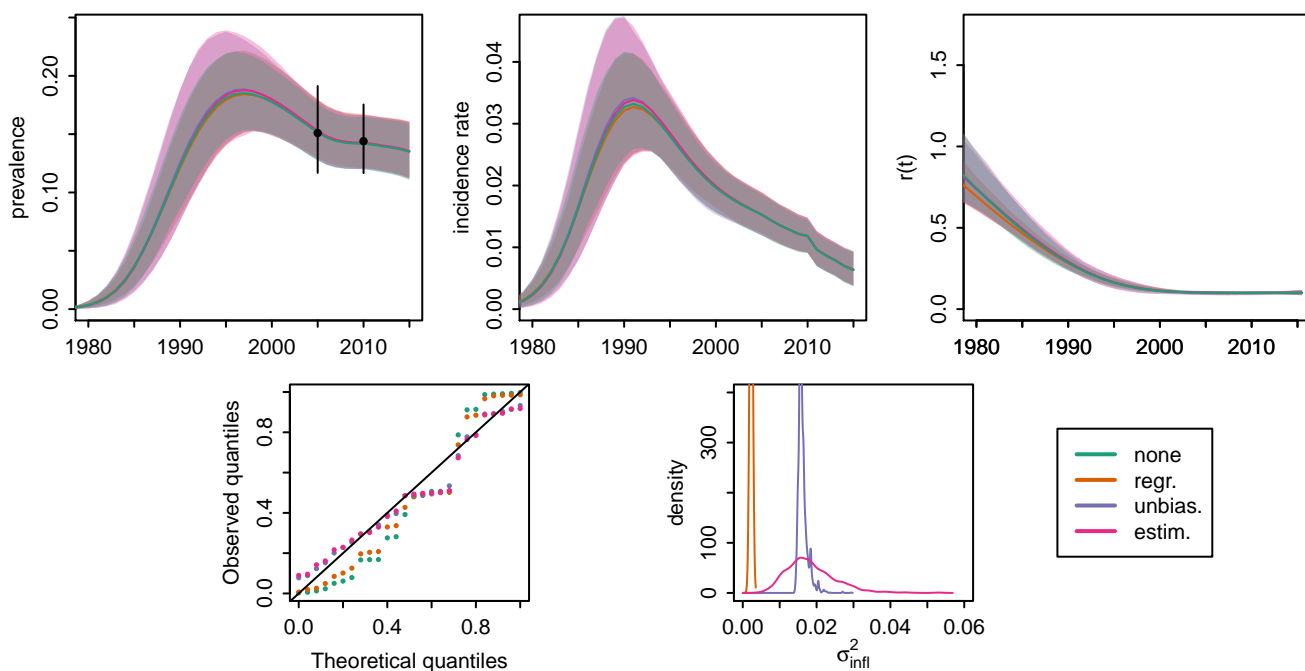 prevalence
0.00 0.10 0.20
1980 1990 2000 2010
incidence rate
0.00 0.01 0.02 0.03 0.04
1980 1990 2000 2010
r(t)
0.0 0.5 1.0 1.5
1980 1990 2000 2010
Observed quantiles
0.0 0.4 0.8
0.0 0.4 0.8
Theoretical quantiles
density
0 100 300
0.00 0.02 0.04 0.06
σ²infl
none
regr.
unbias.
estim.